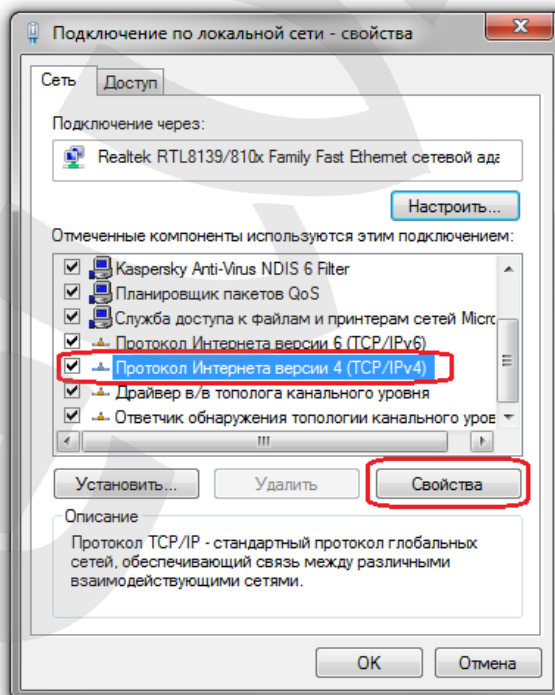 Подключение по локальной сети - свойства
Сеть
Доступ
Подключение через:
Realtek RTL8139/810x Family Fast Ethernet сетевой ада
Настроить...
Отмеченные компоненты используются этим подключением:
Kaspersky Anti-Virus NDIS 6 Filter
Планировщик пакетов QoS
Служба доступа к файлам и принтерам сетей Micro
Протокол Интернета версии 6 (TCP/IPv6)
Протокол Интернета версии 4 (TCP/IPv4)
Драйвер в/в тополога канального уровня
Ответчик обнаружения топологии канального уров
Установить...
Удалить
Свойства
Описание
Протокол TCP/IP - стандартный протокол глобальных
сетей, обеспечивающий связь между различными
взаимодействующими сетями.
OK
Отмена